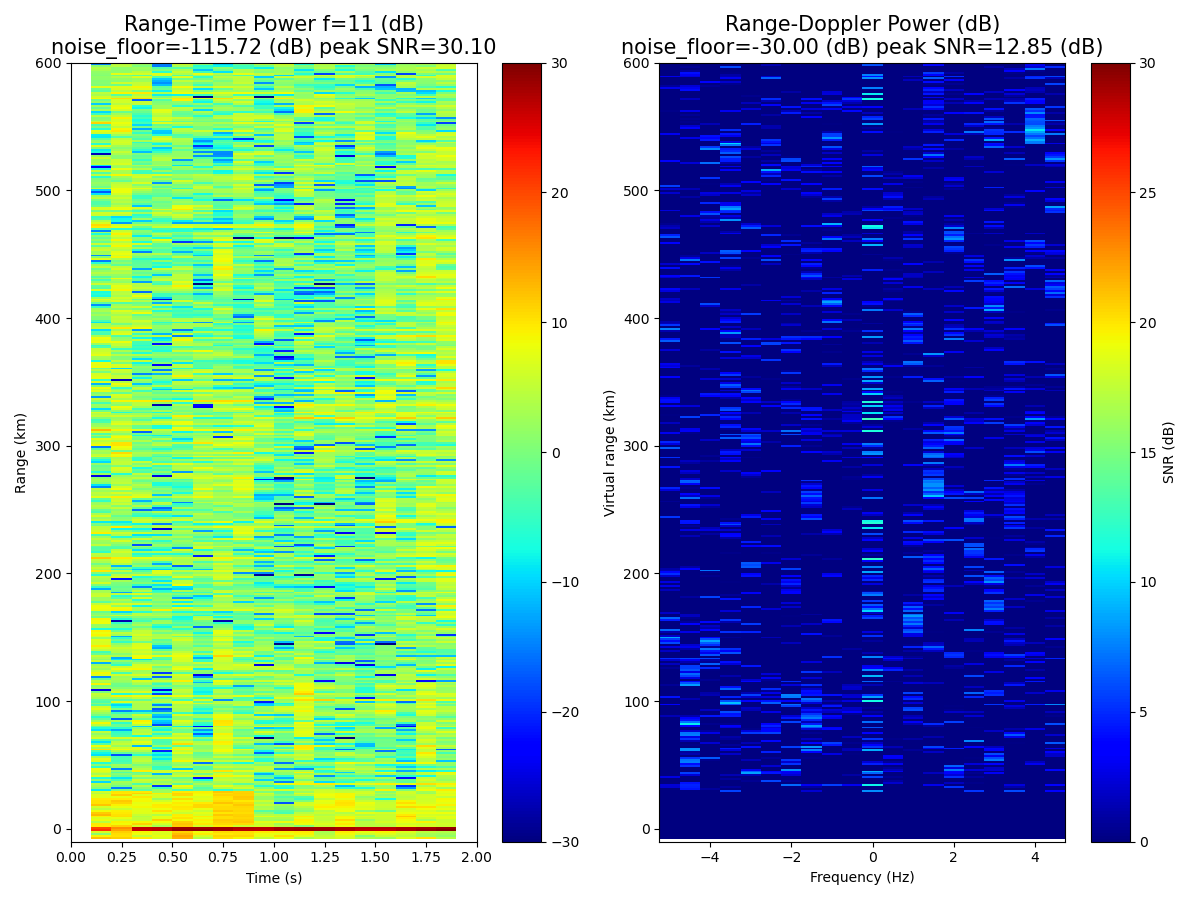 Range-Time Power f=11 (dB)
noise_floor=-115.72 (dB) peak SNR=30.10
Range (km)
600
500
400
300
200
100
0
0.00 0.25 0.50 0.75 1.00 1.25 1.50 1.75 2.00
Time (s)
30
20
10
0
−10
−20
−30
Range-Doppler Power (dB)
noise_floor=-30.00 (dB) peak SNR=12.85 (dB)
Virtual range (km)
600
500
400
300
200
100
0
−4 −2 0 2 4
Frequency (Hz)
30
25
20
15
10
5
0
SNR (dB)